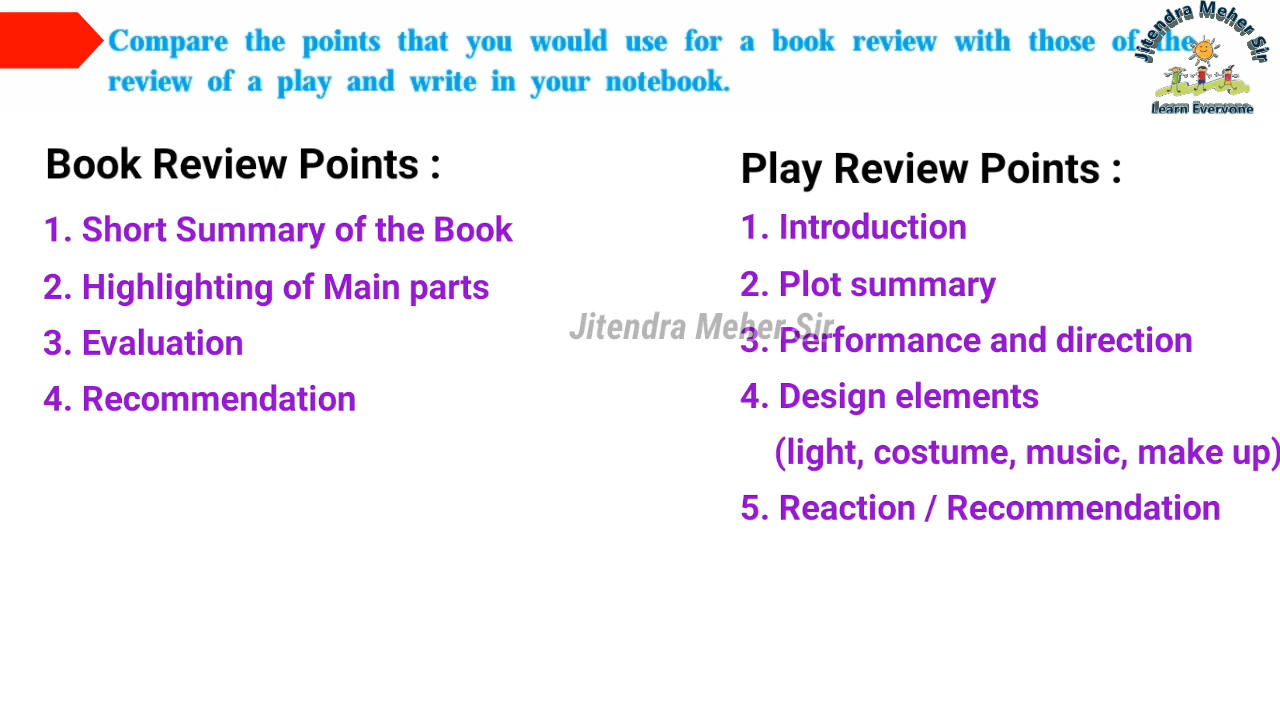 Compare the points that you would use for a book review with those of the
review of a play and write in your notebook.
Jitendra Meher Sir
Learn Everyone
Book Review Points :
1. Short Summary of the Book
2. Highlighting of Main parts
3. Evaluation
4. Recommendation
Jitendra Meher Sir
Play Review Points :
1. Introduction
2. Plot summary
3. Performance and direction
4. Design elements
(light, costume, music, make up)
5. Reaction / Recommendation